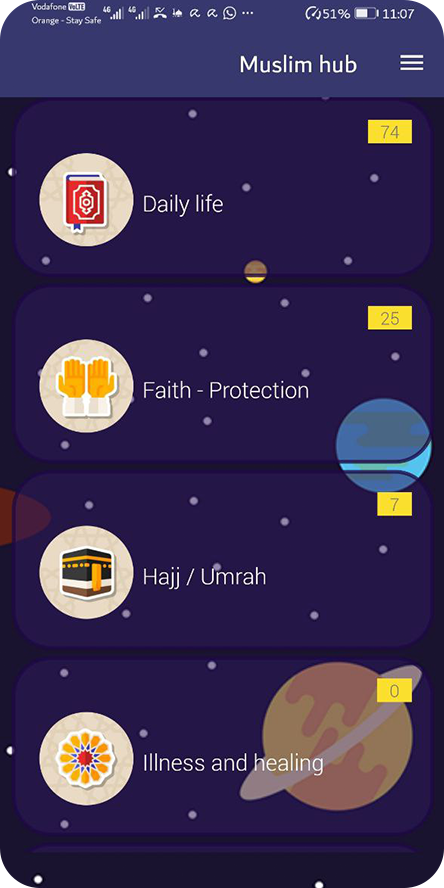 Vodafone VoLTE
Orange - Stay Safe
4G 4G 51% 11:07
Muslim hub
74
Daily life
25
Faith - Protection
7
Hajj / Umrah
0
Illness and healing